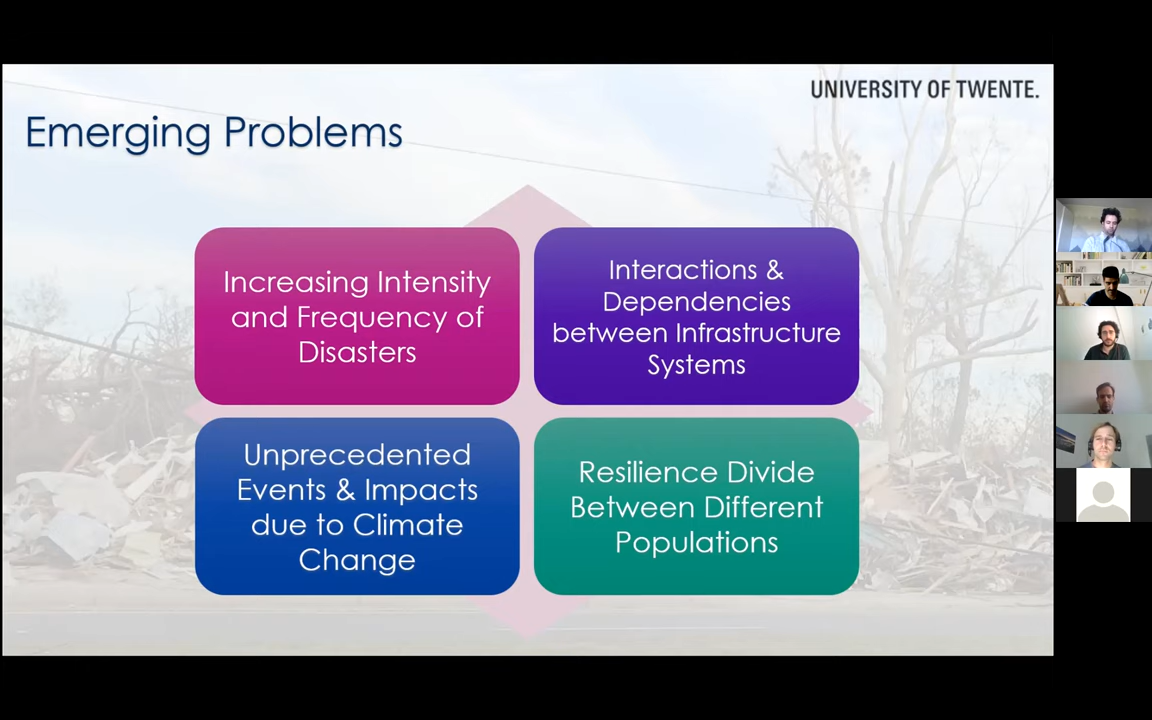 UNIVERSITY OF TWENTE.
Emerging Problems
Increasing Intensity
and Frequency of
Disasters
Interactions &
Dependencies
between Infrastructure
Systems
Unprecedented
Events & Impacts
due to Climate
Change
Resilience Divide
Between Different
Populations